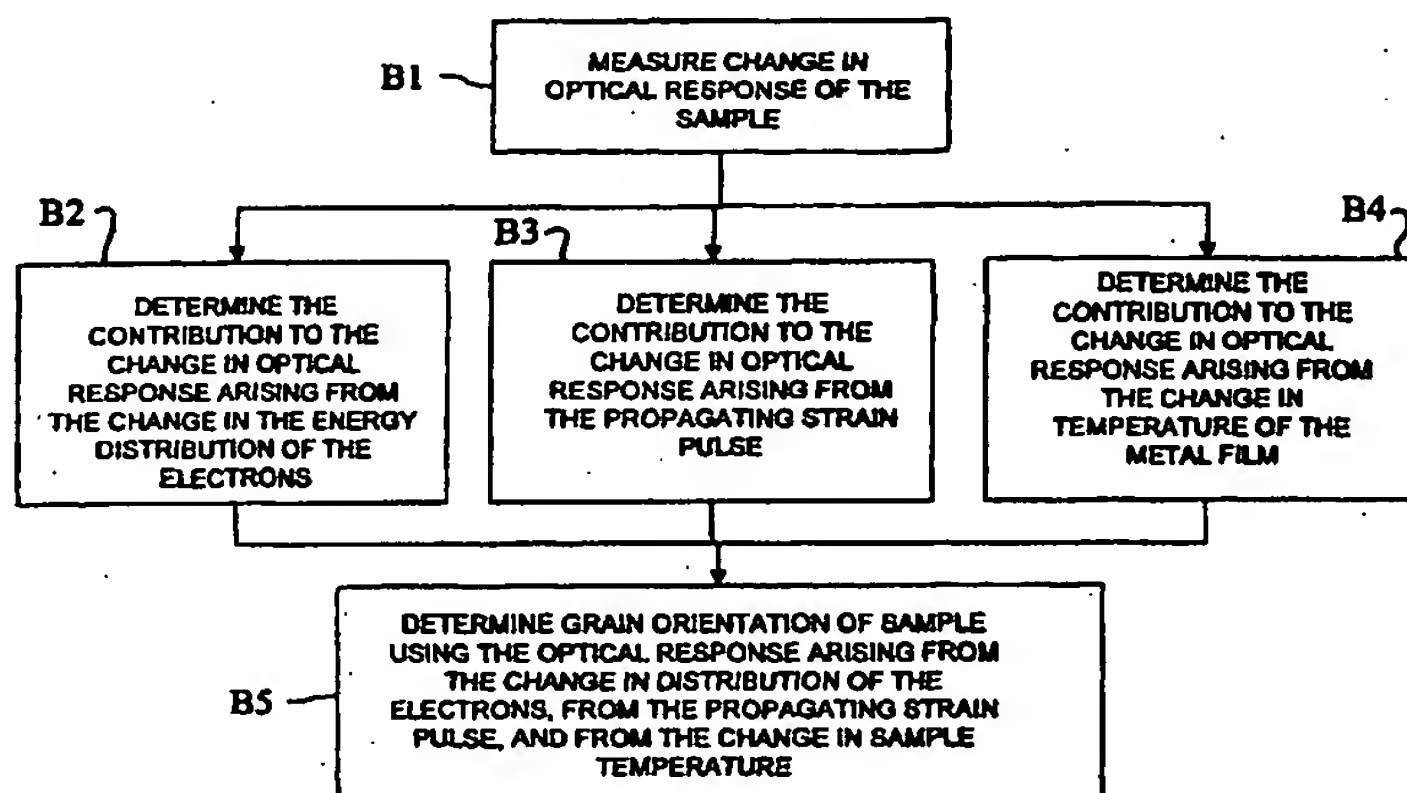 B1
MEASURE CHANGE IN
OPTICAL RESPONSE OF THE
SAMPLE
B2
DETERMINE THE
CONTRIBUTION TO THE
CHANGE IN OPTICAL
RESPONSE ARISING FROM
THE CHANGE IN THE ENERGY
DISTRIBUTION OF THE
ELECTRONS
B3
DETERMINE THE
CONTRIBUTION TO THE
CHANGE IN OPTICAL
RESPONSE ARISING FROM
THE PROPAGATING STRAIN
PULSE
B4
DETERMINE THE
CONTRIBUTION TO THE
CHANGE IN OPTICAL
RESPONSE ARISING FROM
THE CHANGE IN
TEMPERATURE OF THE
METAL FILM
B5
DETERMINE GRAIN ORIENTATION OF SAMPLE
USING THE OPTICAL RESPONSE ARISING FROM
THE CHANGE IN DISTRIBUTION OF THE
ELECTRONS, FROM THE PROPAGATING STRAIN
PULSE, AND FROM THE CHANGE IN SAMPLE
TEMPERATURE